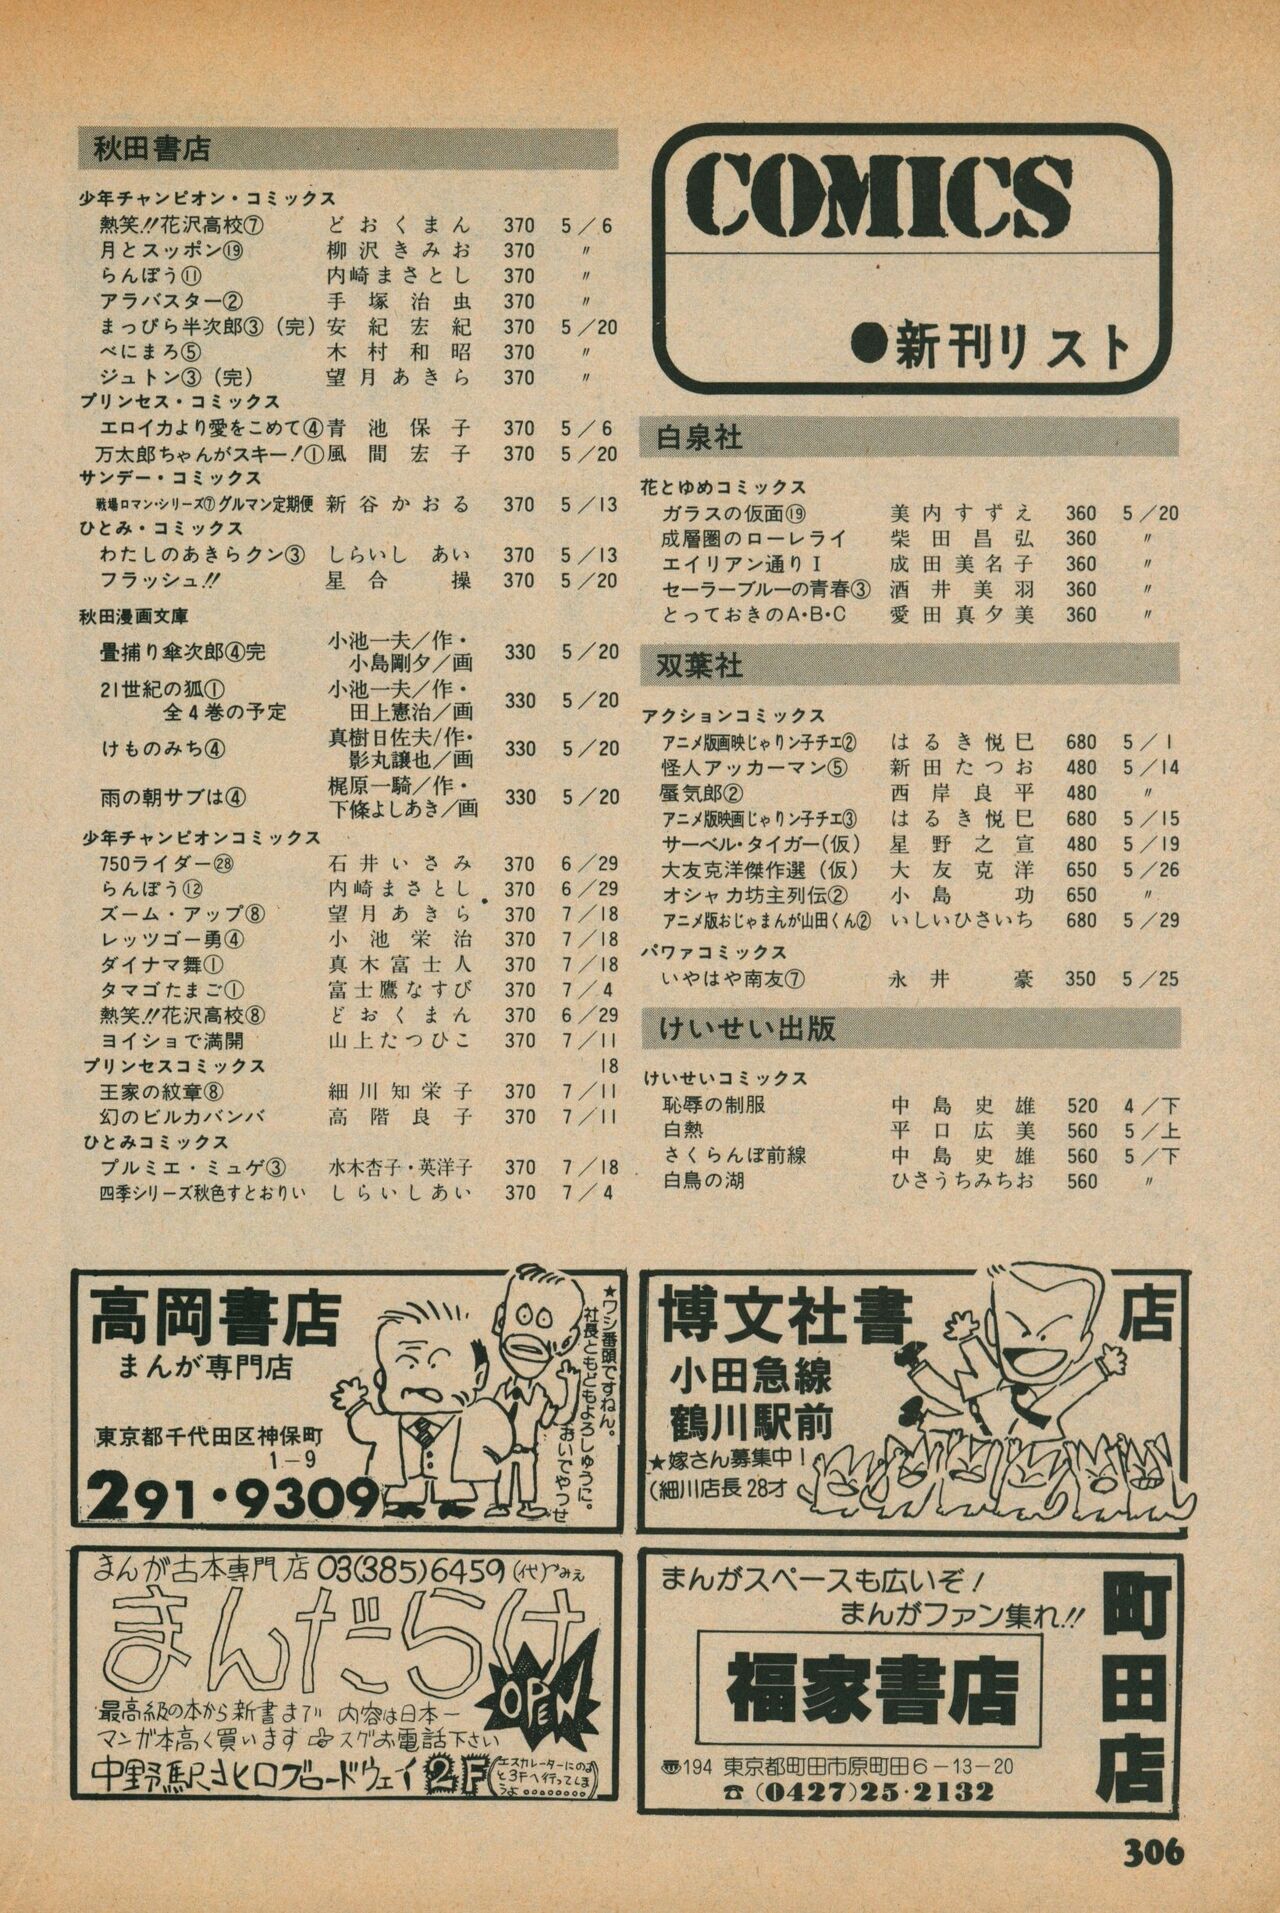 COMICS
●新刊リスト
秋田書店
少年チャンピオン・コミックス
熱笑!!花沢高校⑦ どおくまん 370 5/6
月とスッポン⑲ 柳沢きみお 370 〃
らんぽう⑪ 内崎まさとし 370 〃
アラバスター② 手塚治虫 370 〃
まっぴら半次郎③(完) 安紀宏紀 370 5/20
べにまろ⑤ 木村和昭 370 〃
ジュトン③(完) 望月あきら 370 〃
プリンセス・コミックス
エロイカより愛をこめて④ 青池保子 370 5/6
万太郎ちゃんがスキー!① 風間宏子 370 5/20
サンデー・コミックス
戦場ロマン・シリーズ⑦グルマン定期便 新谷かおる 370 5/13
ひとみ・コミックス
わたしのあきらクン③ しらいしあい 370 5/13
フラッシュ!! 星合操 370 5/20
秋田漫画文庫
畳捕り傘次郎④完 小池一夫/作・
小島剛夕/画 330 5/20
21世紀の狐① 小池一夫/作・
全4巻の予定 田上憲治/画 330 5/20
けものみち④ 真樹日佐夫/作・
影丸譲也/画 330 5/20
雨の朝サブは④ 梶原一騎/作・
下條よしあき/画 330 5/20
少年チャンピオンコミックス
750ライダー㉘ 石井いさみ 370 6/29
らんぽう⑫ 内崎まさとし 370 6/29
ズーム・アップ⑧ 望月あきら 370 7/18
レッツゴー勇④ 小池栄治 370 7/18
ダイナマ舞① 真木富士人 370 7/18
タマゴたまご① 富士鷹なすび 370 7/4
熱笑!!花沢高校⑧ どおくまん 370 6/29
ヨイショで満開 山上たつひこ 370 7/11
プリンセスコミックス 18
王家の紋章⑧ 細川知栄子 370 7/11
幻のビルカバンバ 高階良子 370 7/11
ひとみコミックス
プルミエ・ミュゲ③ 水木杏子・英洋子 370 7/18
四季シリーズ秋色すとおりい しらいしあい 370 7/4
白泉社
花とゆめコミックス
ガラスの仮面⑲ 美内すずえ 360 5/20
成層圏のローレライ 柴田昌弘 360 〃
エイリアン通りI 成田美名子 360 〃
セーラーブルーの青春③ 酒井美羽 360 〃
とっておきのA・B・C 愛田真夕美 360 〃
双葉社
アクションコミックス
アニメ版画映じゃりン子チエ② はるき悦巳 680 5/1
怪人アッカーマン⑤ 新田たつお 480 5/14
蜃気郎② 西岸良平 480 〃
アニメ版映画じゃりン子チエ③ はるき悦巳 680 5/15
サーベル・タイガー(仮) 星野之宣 480 5/19
大友克洋傑作選(仮) 大友克洋 650 5/26
オシャカ坊主列伝② 小島功 650 〃
アニメ版おじゃまんが山田くん② いしいひさいち 680 5/29
パワァコミックス
いやはや南友⑦ 永井豪 350 5/25
けいせい出版
けいせいコミックス
恥辱の制服 中島史雄 520 4/下
白熱 平口広美 560 5/上
さくらんぼ前線 中島史雄 560 5/下
白鳥の湖 ひさうちみちお 560 〃
高岡書店
まんが専門店
東京都千代田区神保町
1-9
291・9309
★ワシ番頭ですねん。
社長ともどもよろしゅうに。
おいでやっせ
博文社書店
小田急線
鶴川駅前
★嫁さん募集中!
(細川店長28才
まんが古本専門店 03(385)6459(代)やみぇ
まんだらけ
OPEN
最高級の本から新書まで 内容は日本一
マンガ本高く買います スグお電話下さい
中野駅北口ブロードウェイ2F
(エスカレーターにのる
と3Fへ行ってしま
うよ………)
まんがスペースも広いぞ!
まんがファン集れ!!
福家書店
町田店
〠194 東京都町田市原町田6-13-20
☎(0427)25・2132
306